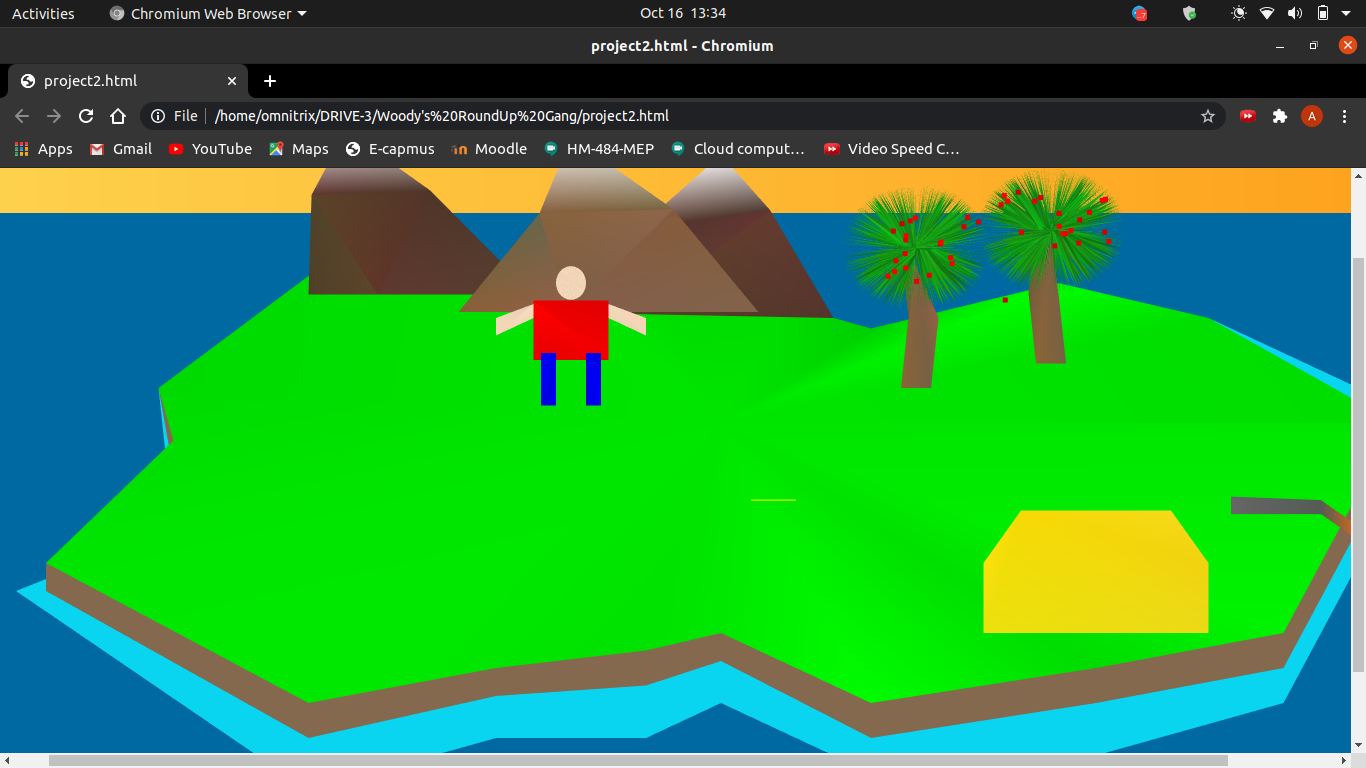 Activities Chromium Web Browser Oct 16 13:34
project2.html - Chromium
project2.html
File /home/omnitrix/DRIVE-3/Woody's%20RoundUp%20Gang/project2.html A
Apps Gmail YouTube Maps E-capmus Moodle HM-484-MEP Cloud comput… Video Speed C…